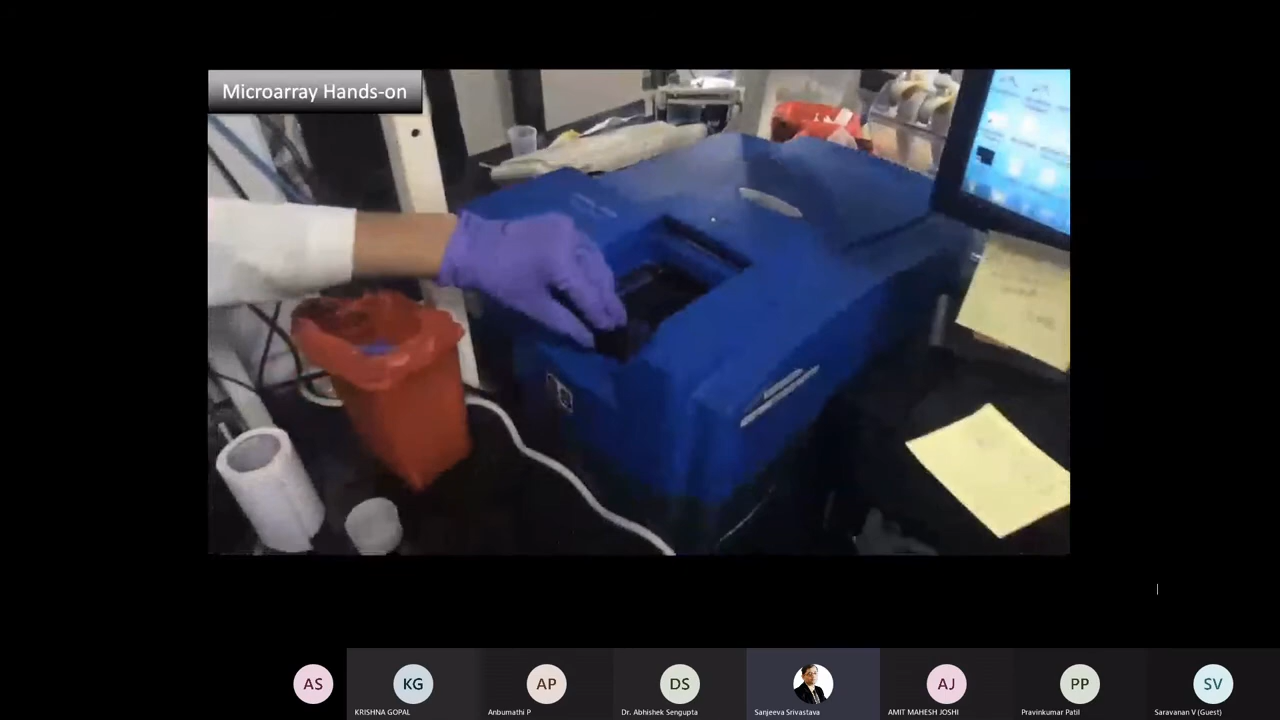 Microarray Hands-on
AS
KG
AP
DS
AJ
PP
SV
KRISHNA GOPAL
Anbumathi P
Dr. Abhishek Sengupta
Sanjeeva Srivastava
AMIT MAHESH JOSHI
Pravinkumar Patil
Saravanan V (Guest)